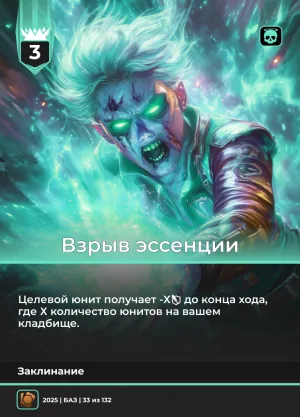 3
Взрыв эссенции
Целевой юнит получает -X до конца хода,
где X количество юнитов на вашем
кладбище.
Заклинание
2025 | БАЗ | 33 из 132